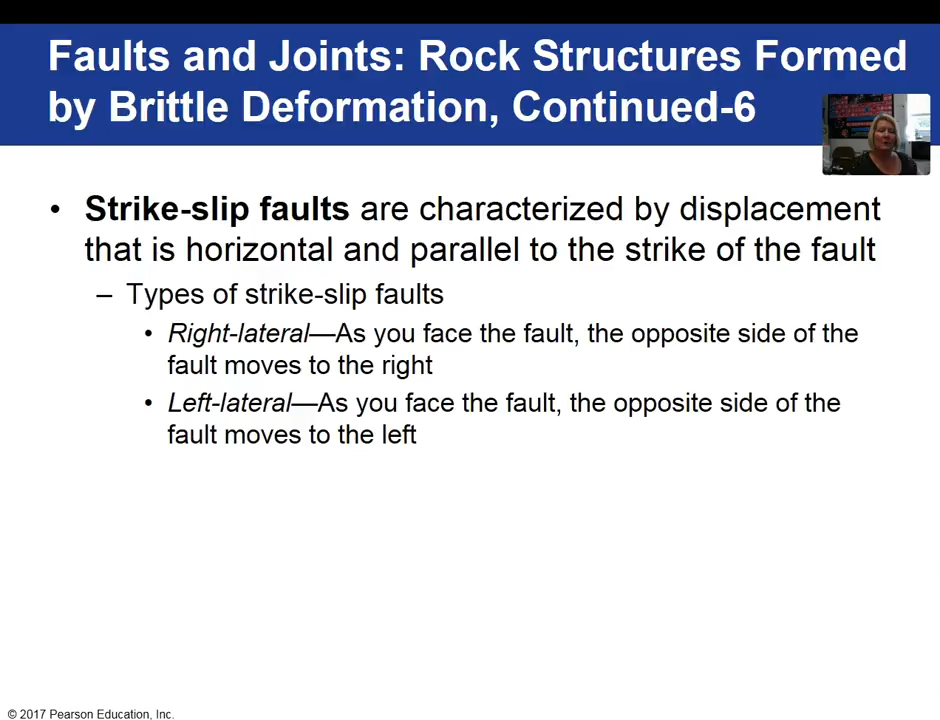 Faults and Joints: Rock Structures Formed
by Brittle Deformation, Continued-6
• Strike-slip faults are characterized by displacement
that is horizontal and parallel to the strike of the fault
– Types of strike-slip faults
• Right-lateral—As you face the fault, the opposite side of the
fault moves to the right
• Left-lateral—As you face the fault, the opposite side of the
fault moves to the left
© 2017 Pearson Education, Inc.